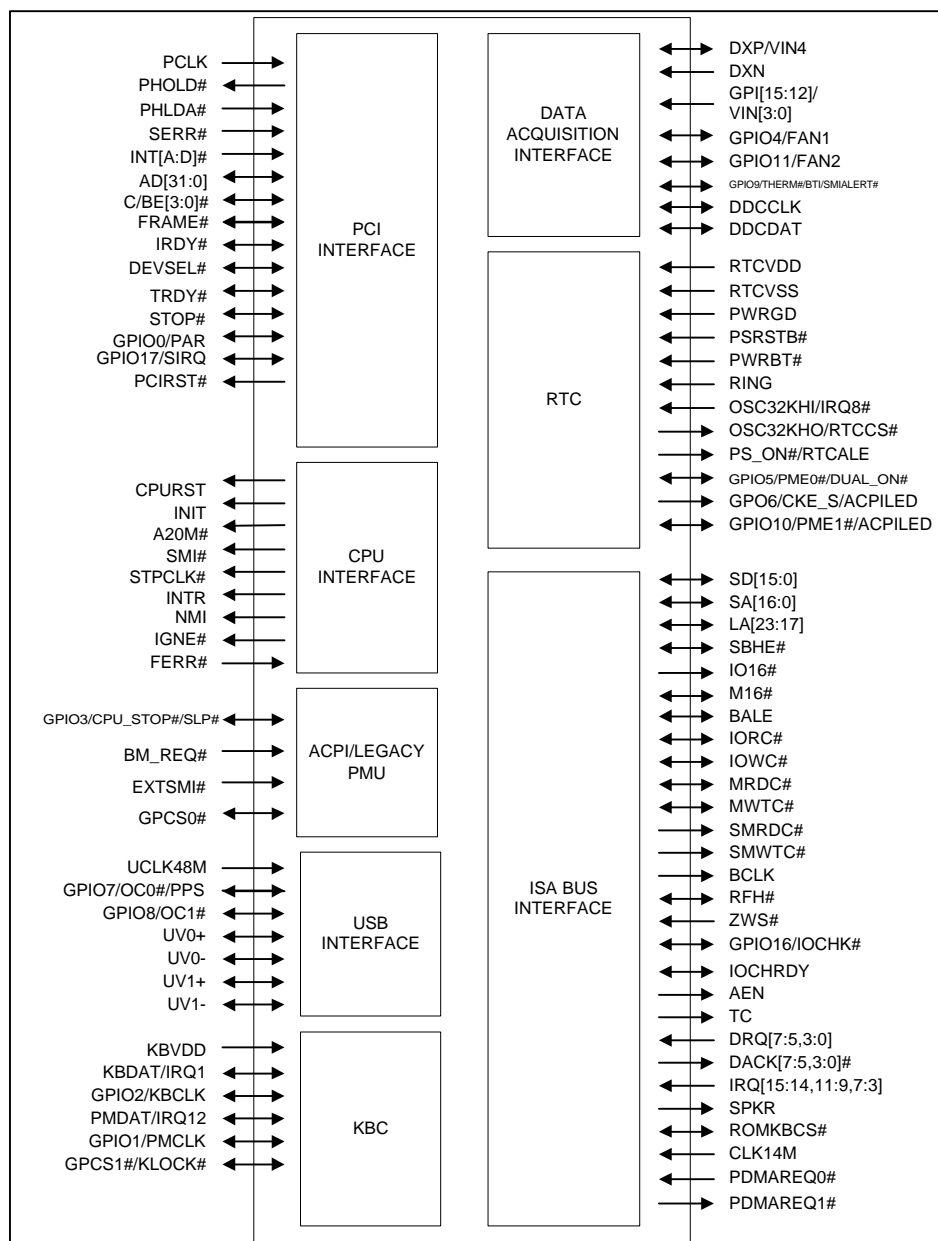 PCLK
PHOLD#
PHLDA#
SERR#
INT[A:D]#
AD[31:0]
C/BE[3:0]#
FRAME#
IRDY#
DEVSEL#
TRDY#
STOP#
GPIO0/PAR
GPIO17/SIRQ
PCIRST#
PCI
INTERFACE
CPURST
INIT
A20M#
SMI#
STPCLK#
INTR
NMI
IGNE#
FERR#
CPU
INTERFACE
GPIO3/CPU_STOP#/SLP#
BM_REQ#
EXTSMI#
GPCS0#
ACPI/LEGACY
PMU
UCLK48M
GPIO7/OC0#/PPS
GPIO8/OC1#
UV0+
UV0-
UV1+
UV1-
USB
INTERFACE
KBVDD
KBDAT/IRQ1
GPIO2/KBCLK
PMDAT/IRQ12
GPIO1/PMCLK
GPCS1#/KLOCK#
KBC
DATA
ACQUISITION
INTERFACE
DXP/VIN4
DXN
GPI[15:12]/
VIN[3:0]
GPIO4/FAN1
GPIO11/FAN2
GPIO9/THERM#/BTI/SMIALERT#
DDCCLK
DDCDAT
RTC
RTCVDD
RTCVSS
PWRGD
PSRSTB#
PWRBT#
RING
OSC32KHI/IRQ8#
OSC32KHO/RTCCS#
PS_ON#/RTCALE
GPIO5/PME0#/DUAL_ON#
GPO6/CKE_S/ACPILED
GPIO10/PME1#/ACPILED
ISA BUS
INTERFACE
SD[15:0]
SA[16:0]
LA[23:17]
SBHE#
IO16#
M16#
BALE
IORC#
IOWC#
MRDC#
MWTC#
SMRDC#
SMWTC#
BCLK
RFH#
ZWS#
GPIO16/IOCHK#
IOCHRDY
AEN
TC
DRQ[7:5,3:0]
DACK[7:5,3:0]#
IRQ[15:14,11:9,7:3]
SPKR
ROMKBCS#
CLK14M
PDMAREQ0#
PDMAREQ1#